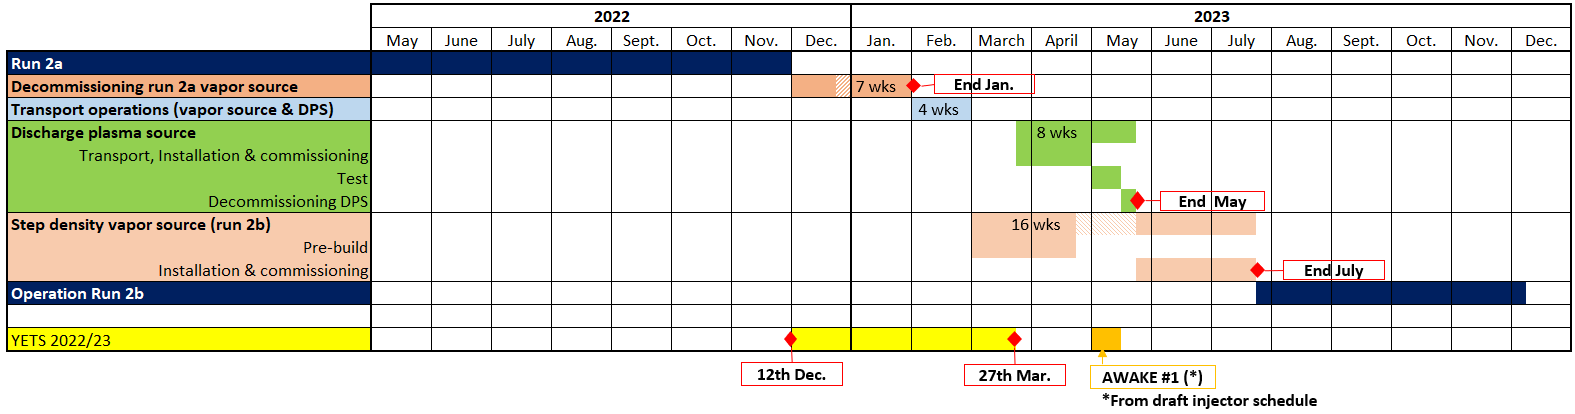 2022 2023
May June July Aug. Sept. Oct. Nov. Dec. Jan. Feb. March April May June July Aug. Sept. Oct. Nov. Dec.
Run 2a
Decommissioning run 2a vapor source 7 wks End Jan.
Transport operations (vapor source & DPS) 4 wks
Discharge plasma source 8 wks
Transport, Installation & commissioning
Test
Decommissioning DPS End May
Step density vapor source (run 2b) 16 wks
Pre-build
Installation & commissioning End July
Operation Run 2b
YETS 2022/23
12th Dec. 27th Mar. AWAKE #1 (*)
*From draft injector schedule